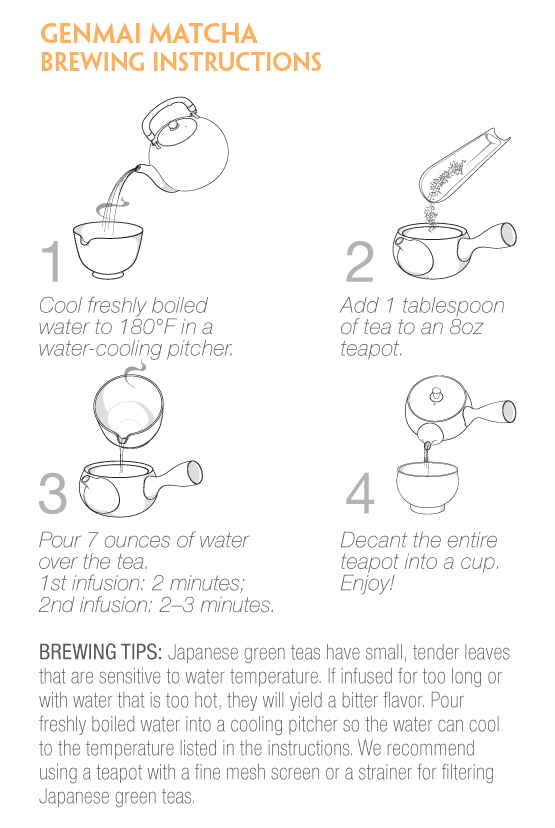 GENMAI MATCHA
BREWING INSTRUCTIONS
1
Cool freshly boiled
water to 180°F in a
water-cooling pitcher.
2
Add 1 tablespoon
of tea to an 8oz
teapot.
3
Pour 7 ounces of water
over the tea.
1st infusion: 2 minutes;
2nd infusion: 2–3 minutes.
4
Decant the entire
teapot into a cup.
Enjoy!
BREWING TIPS: Japanese green teas have small, tender leaves
that are sensitive to water temperature. If infused for too long or
with water that is too hot, they will yield a bitter flavor. Pour
freshly boiled water into a cooling pitcher so the water can cool
to the temperature listed in the instructions. We recommend
using a teapot with a fine mesh screen or a strainer for filtering
Japanese green teas.